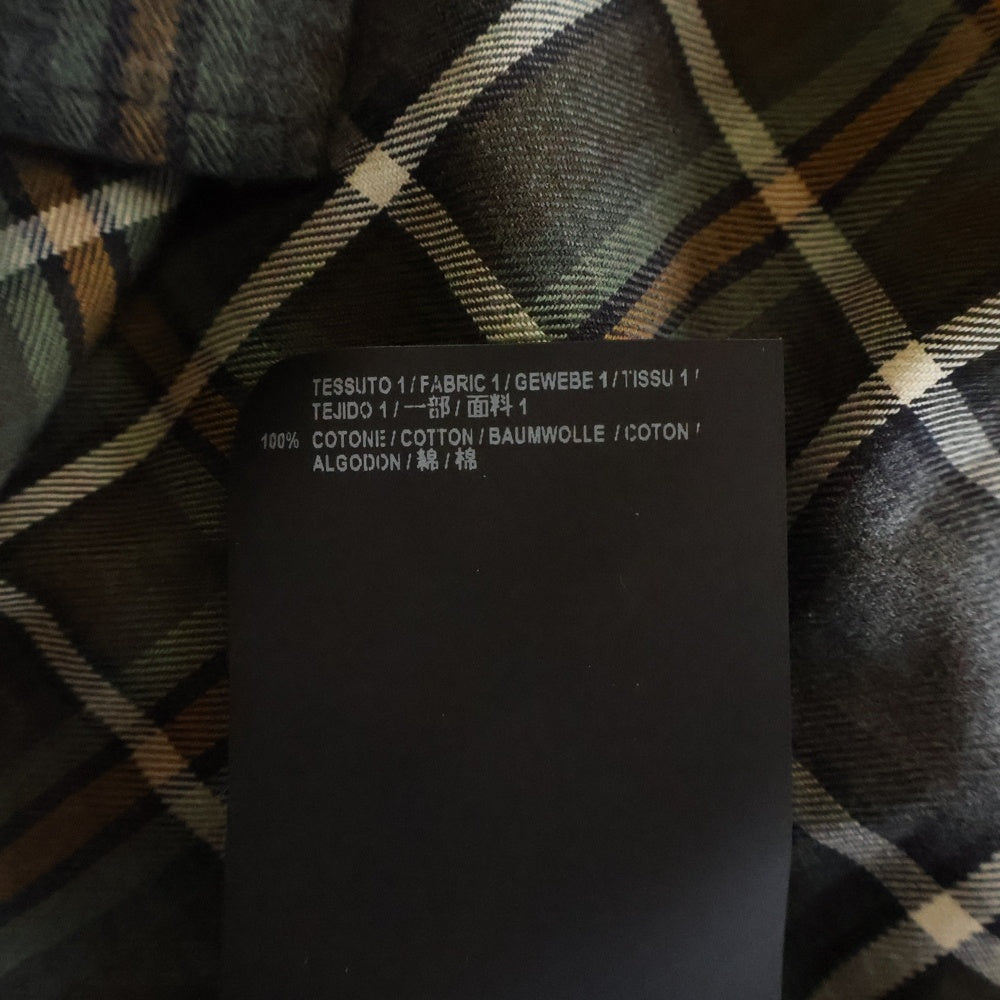 TESSUTO 1 / FABRIC 1 / GEWEBE 1 / TISSU 1 /
TEJIDO 1 / 一部 / 面料 1
100% COTONE / COTTON / BAUMWOLLE / COTON /
ALGODON / 綿 / 棉